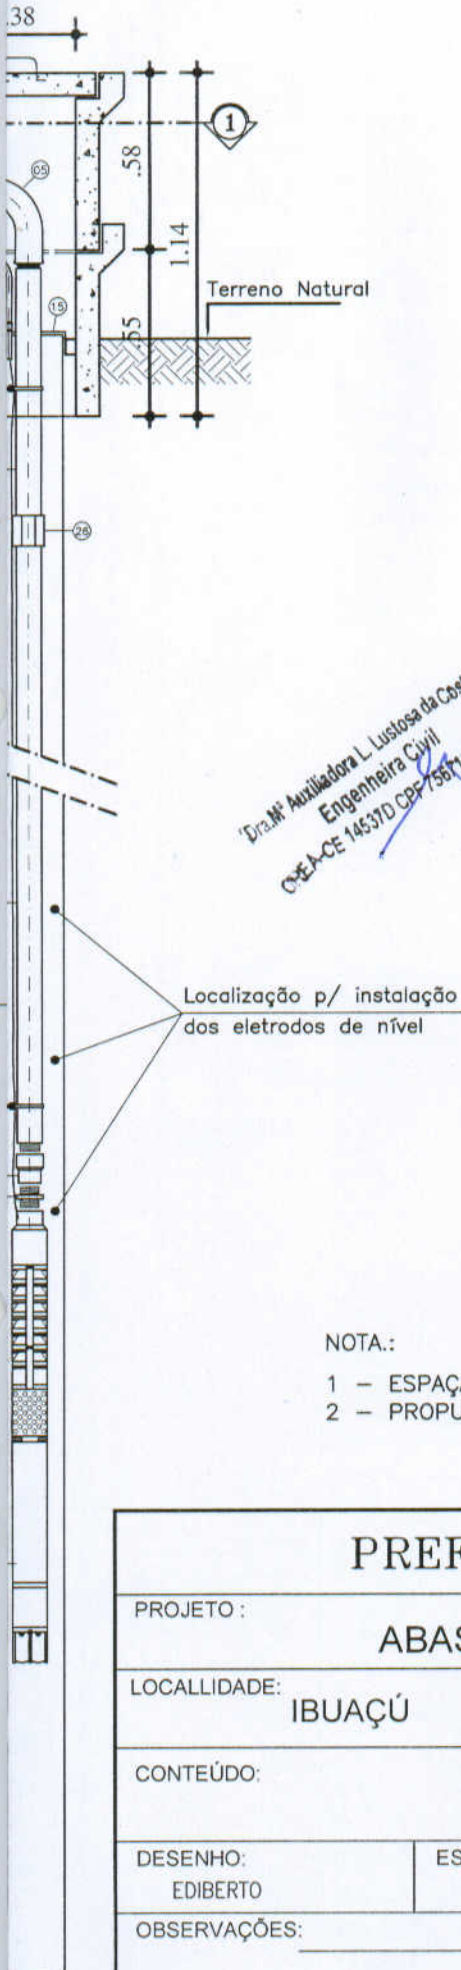 .38
1
05
.58
1.14
Terreno Natural
15
.55
26
Dra.Mª Auxiliadora L. Lustosa da Cost
Engenheira Civil
CREA-CE 14537D CPF
Localização p/ instalação
dos eletrodos de nível
NOTA.:
1 – ESPAÇ
2 – PROPU
PREF
PROJETO :
ABAS
LOCALLIDADE:
IBUAÇÚ
CONTEÚDO:
DESENHO:
ES
EDIBERTO
OBSERVAÇÕES: